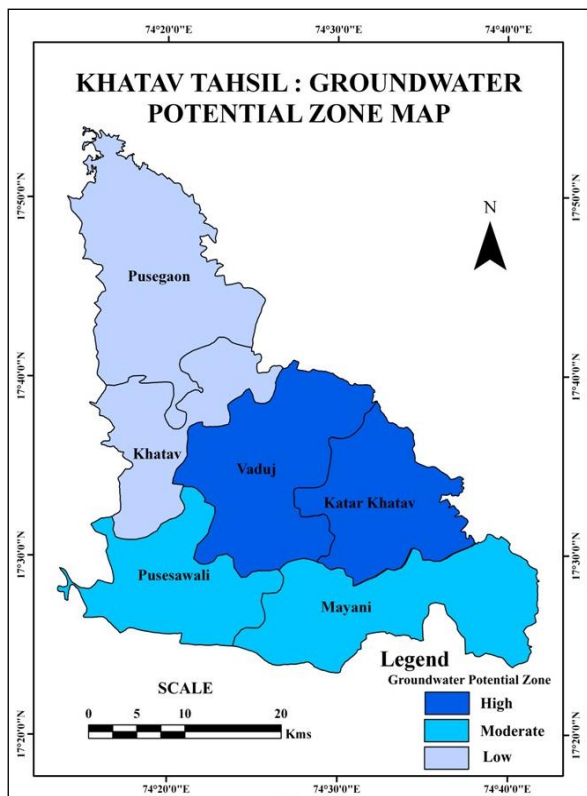 74°20'0"E 74°30'0"E 74°40'0"E
KHATAV TAHSIL : GROUNDWATER
POTENTIAL ZONE MAP
17°50'0"N 17°50'0"N
N
Pusegaon
17°40'0"N 17°40'0"N
Khatav
Vaduj
Katar Khatav
17°30'0"N 17°30'0"N
Pusesawali
Mayani
Legend
Groundwater Potential Zone
High
Moderate
Low
SCALE
0 5 10 20
Kms
17°20'0"N 17°20'0"N
74°20'0"E 74°30'0"E 74°40'0"E